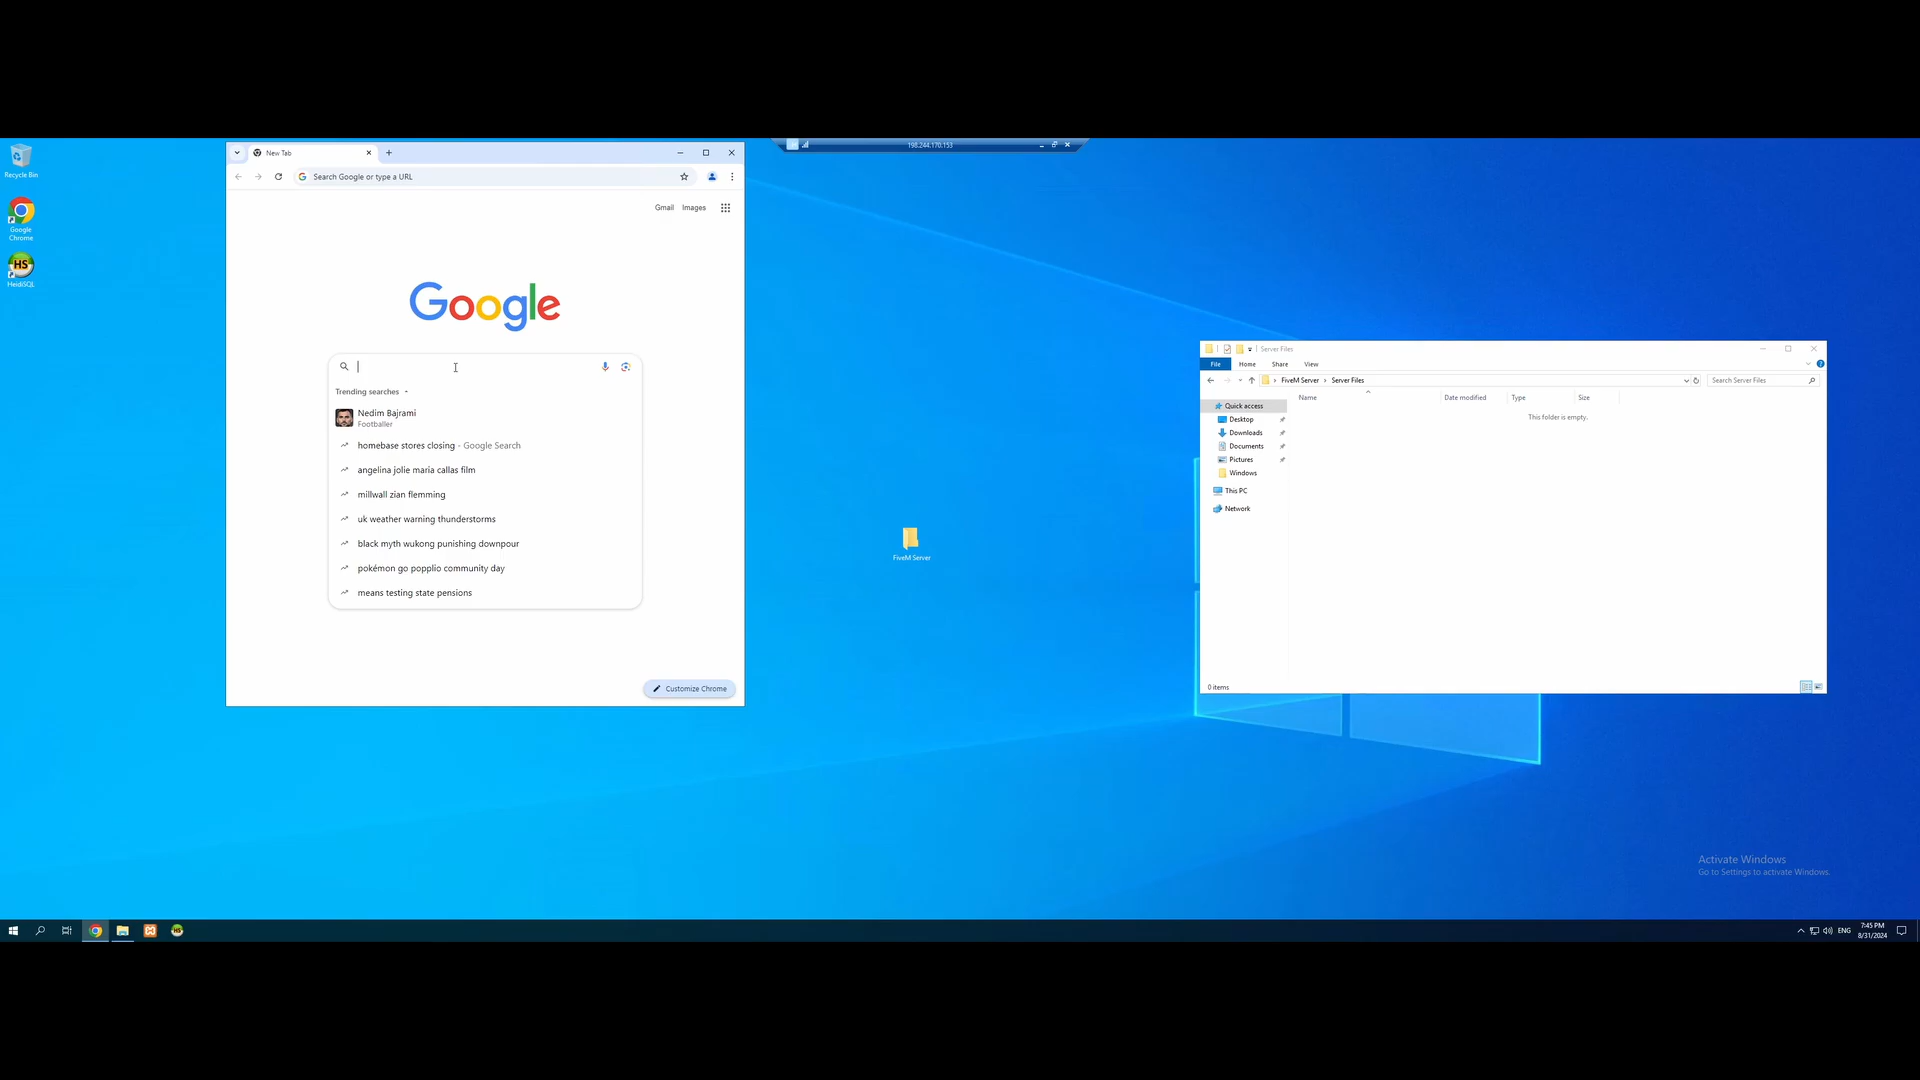 Recycle Bin
Google
Chrome
HS
HeidiSQL
New Tab
Search Google or type a URL
Gmail
Images
Google
Trending searches
Nedim Bajrami
Footballer
homebase stores closing - Google Search
angelina jolie maria callas film
millwall zian flemming
uk weather warning thunderstorms
black myth wukong punishing downpour
pokémon go popplio community day
means testing state pensions
Customize Chrome
198.244.170.153
FiveM Server
Server Files
File
Home
Share
View
FiveM Server › Server Files
Search Server Files
Name
Date modified
Type
Size
This folder is empty.
Quick access
Desktop
Downloads
Documents
Pictures
Windows
This PC
Network
0 items
Activate Windows
Go to Settings to activate Windows.
HS
ENG
7:45 PM
8/31/2024